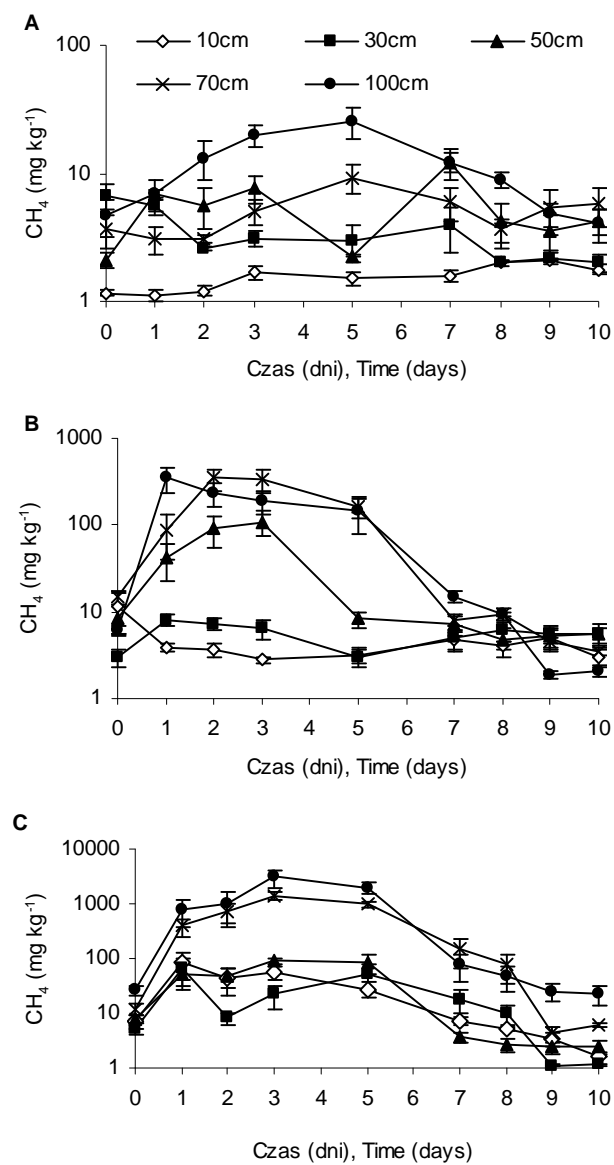 A
10cm 30cm 50cm
70cm 100cm
100
10
1
CH₄ (mg kg⁻¹)
0 1 2 3 4 5 6 7 8 9 10
Czas (dni), Time (days)
B
1000
100
10
1
CH₄ (mg kg⁻¹)
0 1 2 3 4 5 6 7 8 9 10
Czas (dni), Time (days)
C
10000
1000
100
10
1
CH₄ (mg kg⁻¹)
0 1 2 3 4 5 6 7 8 9 10
Czas (dni), Time (days)